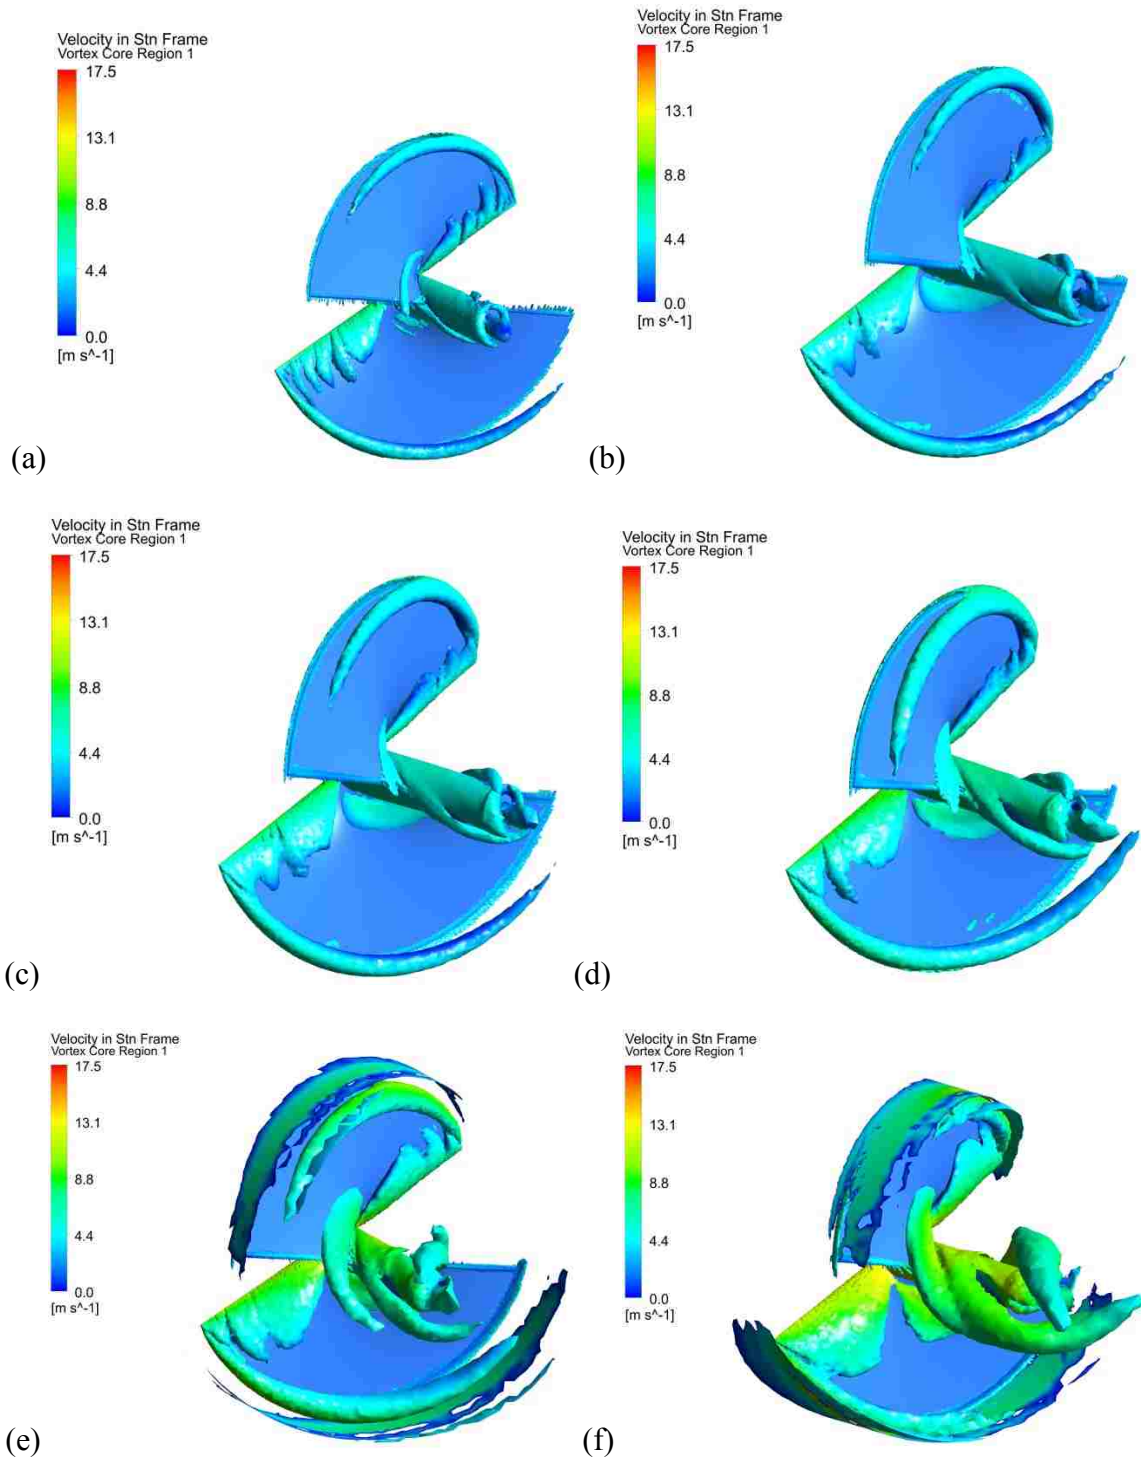 Velocity in Stn Frame
Vortex Core Region 1
17.5
13.1
8.8
4.4
0.0
[m s^-1]
(a)
Velocity in Stn Frame
Vortex Core Region 1
17.5
13.1
8.8
4.4
0.0
[m s^-1]
(b)
Velocity in Stn Frame
Vortex Core Region 1
17.5
13.1
8.8
4.4
0.0
[m s^-1]
(c)
Velocity in Stn Frame
Vortex Core Region 1
17.5
13.1
8.8
4.4
0.0
[m s^-1]
(d)
Velocity in Stn Frame
Vortex Core Region 1
17.5
13.1
8.8
4.4
0.0
[m s^-1]
(e)
Velocity in Stn Frame
Vortex Core Region 1
17.5
13.1
8.8
4.4
0.0
[m s^-1]
(f)